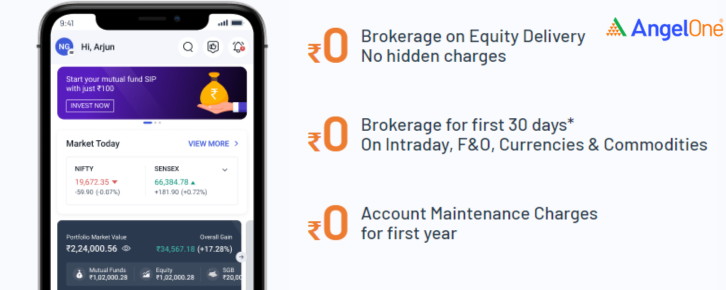 9:41
NG
Hi, Arjun
Start your mutual fund SIP
with just ₹100
INVEST NOW
Market Today
VIEW MORE >
NIFTY
19,672.35 ▼
-59.90 (-0.07%)
SENSEX
66,384.78 ▲
+181.90 (+0.72%)
Portfolio Market Value
₹2,24,000.56
Overall Gain
₹34,567.18 (+17.28%)
Mutual Funds
₹1,02,000.28
Equity
₹1,02,000.28
SGB
₹20,00
AngelOne
₹0 Brokerage on Equity Delivery
No hidden charges
₹0 Brokerage for first 30 days*
On Intraday, F&O, Currencies & Commodities
₹0 Account Maintenance Charges
for first year